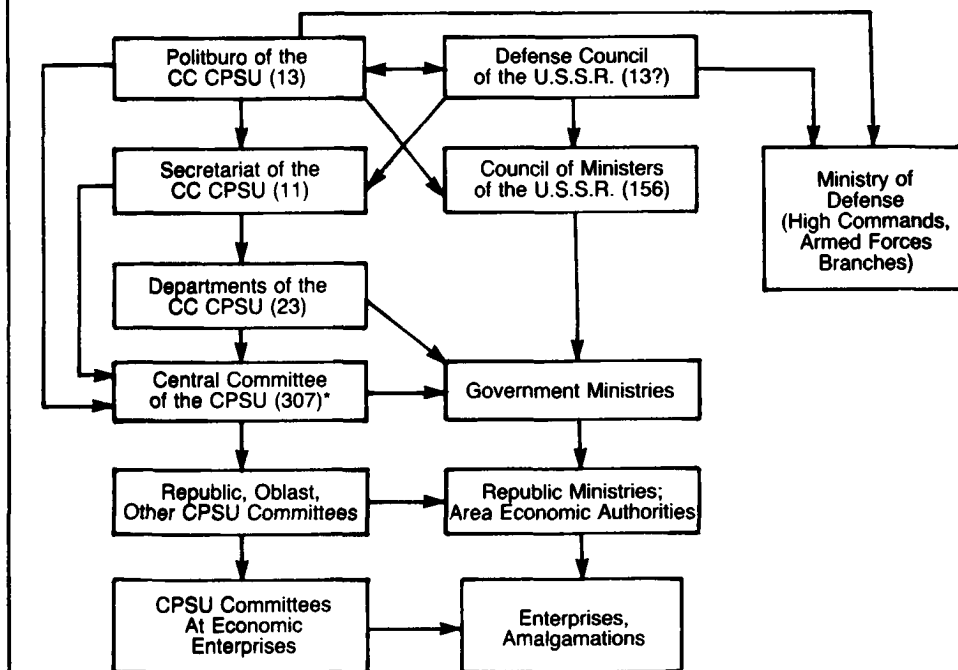 Politburo of the
CC CPSU (13)
Defense Council
of the U.S.S.R. (13?)
Secretariat of the
CC CPSU (11)
Council of Ministers
of the U.S.S.R. (156)
Ministry of
Defense
(High Commands,
Armed Forces
Branches)
Departments of the
CC CPSU (23)
Central Committee
of the CPSU (307)*
Government Ministries
Republic, Oblast,
Other CPSU Committees
Republic Ministries;
Area Economic Authorities
CPSU Committees
At Economic
Enterprises
Enterprises,
Amalgamations